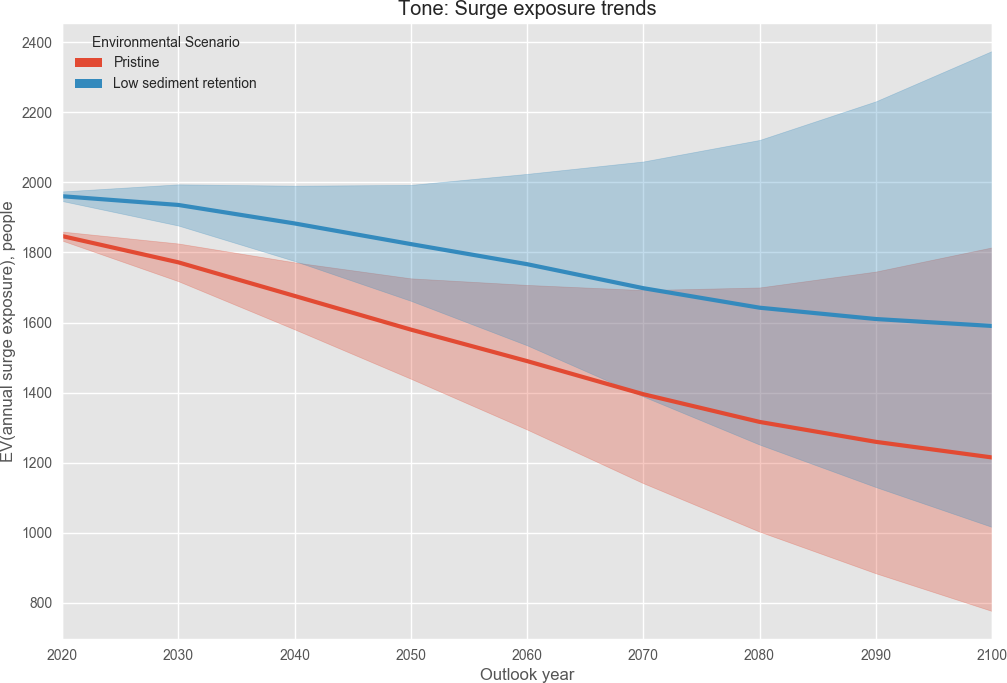 Tone: Surge exposure trends
Environmental Scenario
Pristine
Low sediment retention
EV(annual surge exposure), people
2400
2200
2000
1800
1600
1400
1200
1000
800
2020 2030 2040 2050 2060 2070 2080 2090 2100
Outlook year